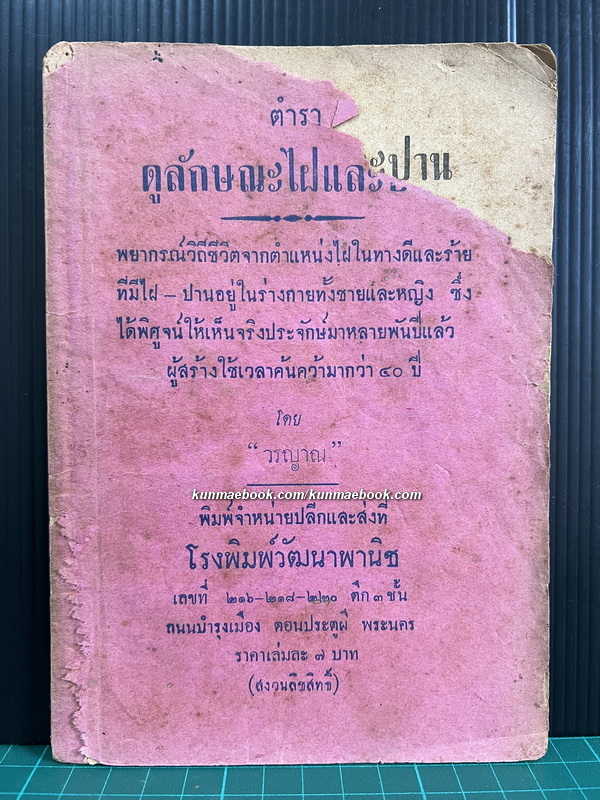 ตำรา
ดูลักษณะไฝและปาน
พยากรณ์วิถีชีวิตจากตำแหน่งไฝในทางดีและร้าย
ที่มีไฝ – ปานอยู่ในร่างกายทั้งชายและหญิง ซึ่ง
ได้พิศูจน์ให้เห็นจริงประจักษ์มาหลายพันปีแล้ว
ผู้สร้างใช้เวลาค้นคว้ามากว่า ๔๐ ปี
โดย
“วรญาณ”
kunmaebook.com/kunmaebook.com
พิมพ์จำหน่ายปลีกและส่งที่
โรงพิมพ์วัฒนาพานิช
เลขที่ ๒๑๖–๒๑๘–๒๒๐ ตึก ๓ ชั้น
ถนนบำรุงเมือง ตอนประตูผี พระนคร
ราคาเล่มละ ๗ บาท
(สงวนลิขสิทธิ์)